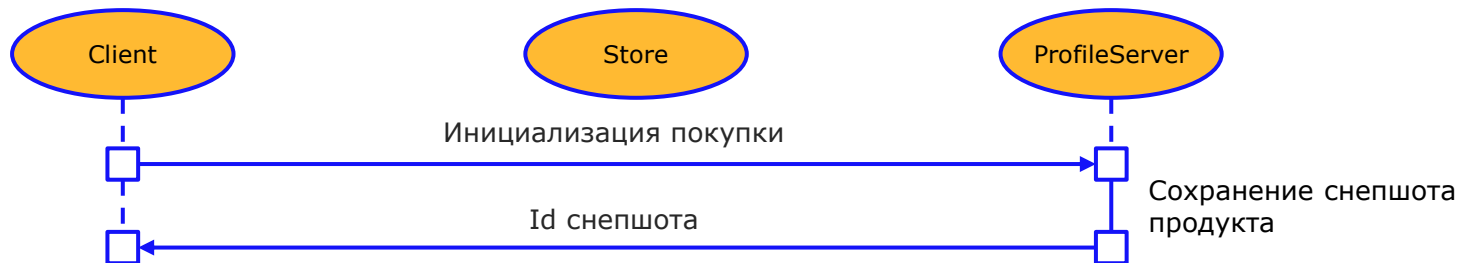 Client
Store
ProfileServer
Инициализация покупки
Сохранение снепшота
продукта
Id снепшота